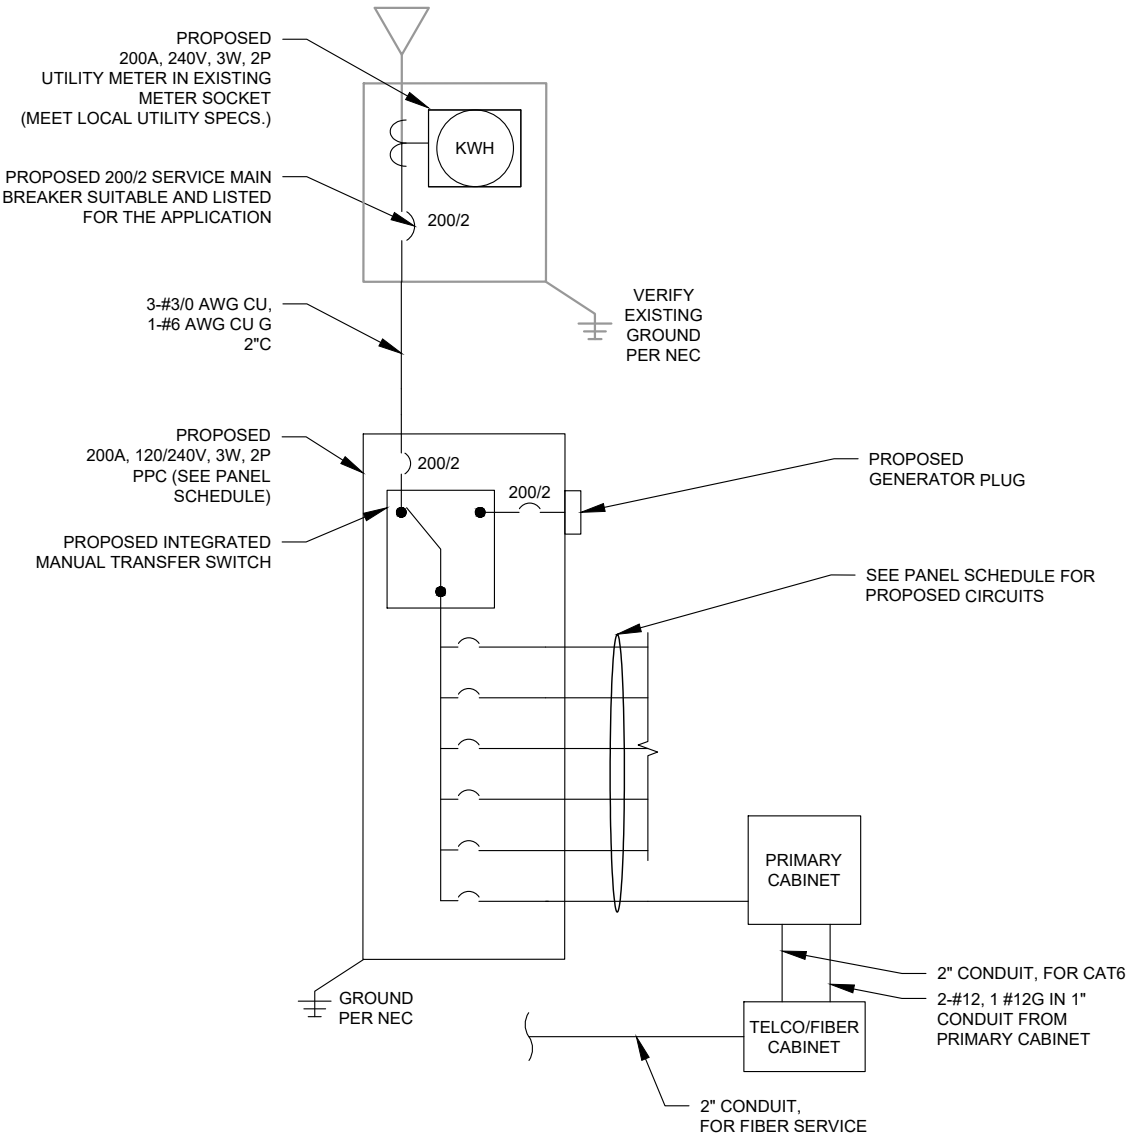 PROPOSED
200A, 240V, 3W, 2P
UTILITY METER IN EXISTING
METER SOCKET
(MEET LOCAL UTILITY SPECS.)
KWH
PROPOSED 200/2 SERVICE MAIN
BREAKER SUITABLE AND LISTED
FOR THE APPLICATION
200/2
3-#3/0 AWG CU,
1-#6 AWG CU G
2"C
VERIFY
EXISTING
GROUND
PER NEC
PROPOSED
200A, 120/240V, 3W, 2P
PPC (SEE PANEL
SCHEDULE)
200/2
200/2
PROPOSED
GENERATOR PLUG
PROPOSED INTEGRATED
MANUAL TRANSFER SWITCH
SEE PANEL SCHEDULE FOR
PROPOSED CIRCUITS
PRIMARY
CABINET
2" CONDUIT, FOR CAT6
2-#12, 1 #12G IN 1"
CONDUIT FROM
PRIMARY CABINET
GROUND
PER NEC
TELCO/FIBER
CABINET
2" CONDUIT,
FOR FIBER SERVICE